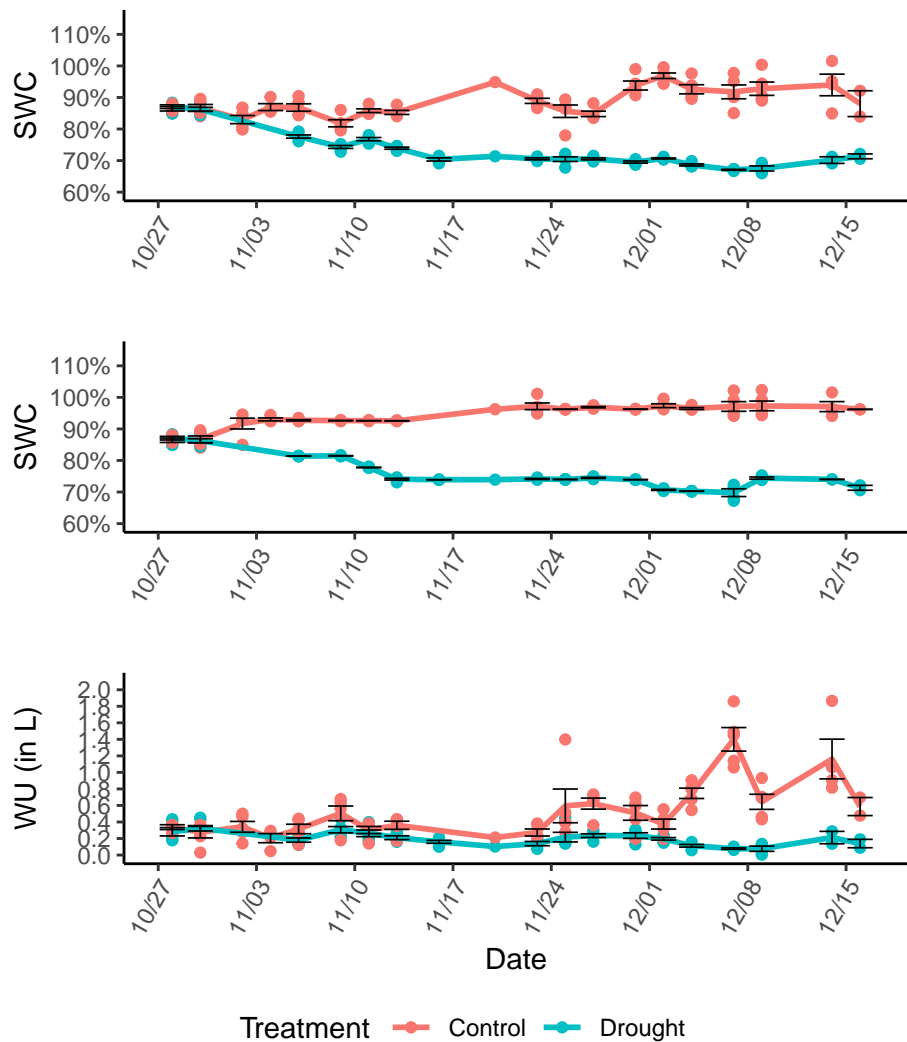 SWC
110%
100%
90%
80%
70%
60%
10/27 11/03 11/10 11/17 11/24 12/01 12/08 12/15
SWC
110%
100%
90%
80%
70%
60%
10/27 11/03 11/10 11/17 11/24 12/01 12/08 12/15
WU (in L)
2.0
1.8
1.6
1.4
1.2
1.0
0.8
0.6
0.4
0.2
0.0
10/27 11/03 11/10 11/17 11/24 12/01 12/08 12/15
Date
Treatment Control Drought